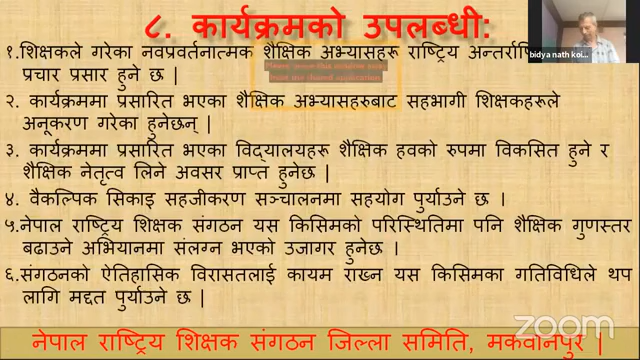 ८. कार्यक्रमको उपलब्धी:
१.शिक्षकले गरेका नवप्रवर्तनात्मक शैक्षिक अभ्यासहरू राष्ट्रिय
प्रचार प्रसार हुने छ |
२. कार्यक्रममा प्रसारित भएका शैक्षिक अभ्यासहरुबाट सहभागी शिक्षकहरूले
अनूकरण गरेका हुनेछन् |
३. कार्यक्रममा प्रसारित भएका विद्यालयहरू शैक्षिक हवको रुपमा विकसित हुने र
शैक्षिक नेतृत्व लिने अवसर प्राप्त हुनेछ |
४. वैकल्पिक सिकाइ सहजीकरण सञ्चालनमा सहयोग पुर्याउने छ ।
५.नेपाल राष्ट्रिय शिक्षक संगठन यस किसिमको परिस्थितिमा पनि शैक्षिक गुणस्तर
बढाउने अभियानमा संलग्न भएको उजागर हुनेछ ।
६.संगठनको ऐतिहासिक विरासतलाई कायम राख्न यस किसिमका गतिविधिले थप
लागि मद्दत पुर्याउने छ |
नेपाल राष्ट्रिय शिक्षक संगठन जिल्ला समिति, मकवानपुर |
bidya nath koi...
zoom